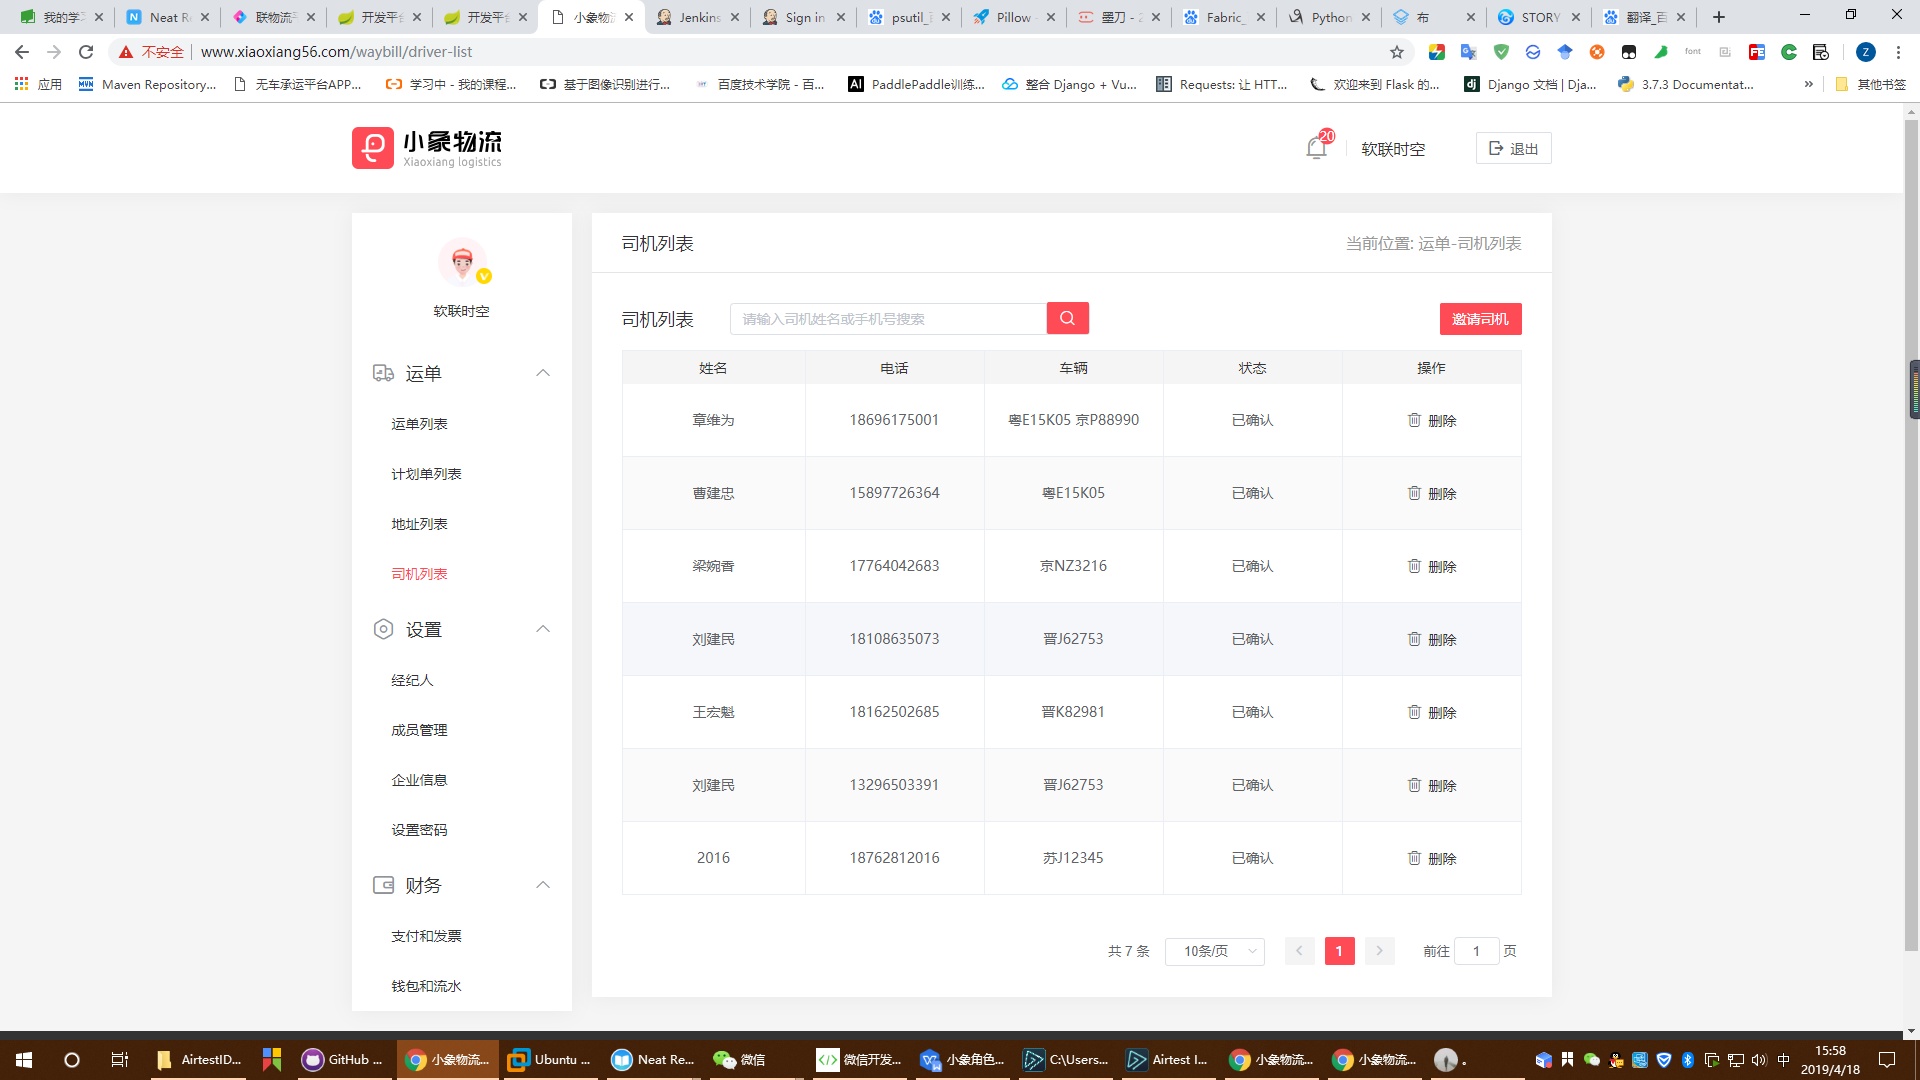 我的学 Neat R 联物流 开发平台 开发平台 小象物流 Jenkins Sign in psutil_ Pillow 墨刀 - 2 Fabric_ Python 布 STORY 翻译_百
不安全 www.xiaoxiang56.com/waybill/driver-list
应用 Maven Repository... 无车承运平台APP... 学习中 - 我的课程... 基于图像识别进行... 百度技术学院 - 百... PaddlePaddle训练... 整合 Django + Vu... Requests: 让 HTT... 欢迎来到 Flask 的... Django 文档 | Dja... 3.7.3 Documentat... » 其他书签
小象物流
Xiaoxiang logistics
20
软联时空
退出
软联时空
运单
运单列表
计划单列表
地址列表
司机列表
设置
经纪人
成员管理
企业信息
设置密码
财务
支付和发票
钱包和流水
司机列表 当前位置: 运单-司机列表
司机列表 请输入司机姓名或手机号搜索 邀请司机
姓名 电话 车辆 状态 操作
章维为 18696175001 粤E15K05 京P88990 已确认 删除
曹建忠 15897726364 粤E15K05 已确认 删除
梁婉香 17764042683 京NZ3216 已确认 删除
刘建民 18108635073 晋J62753 已确认 删除
王宏魁 18162502685 晋K82981 已确认 删除
刘建民 13296503391 晋J62753 已确认 删除
2016 18762812016 苏J12345 已确认 删除
共 7 条 10条/页 1 前往 1 页
AirtestID... GitHub ... 小象物流... Ubuntu ... Neat Re... 微信 微信开发... 小象角色... C:\Users... Airtest I... 小象物流... 小象物流... 中 15:58
2019/4/18